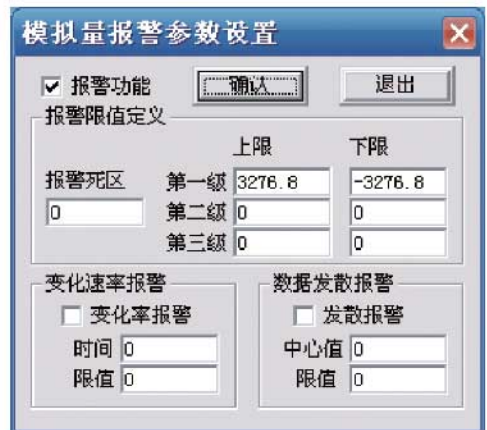 模拟量报警参数设置
报警功能 确认 退出
报警限值定义
上限 下限
报警死区 第一级 3276.8 -3276.8
0 第二级 0 0
第三级 0 0
变化速率报警 数据发散报警
变化率报警 发散报警
时间 0 中心值 0
限值 0 限值 0